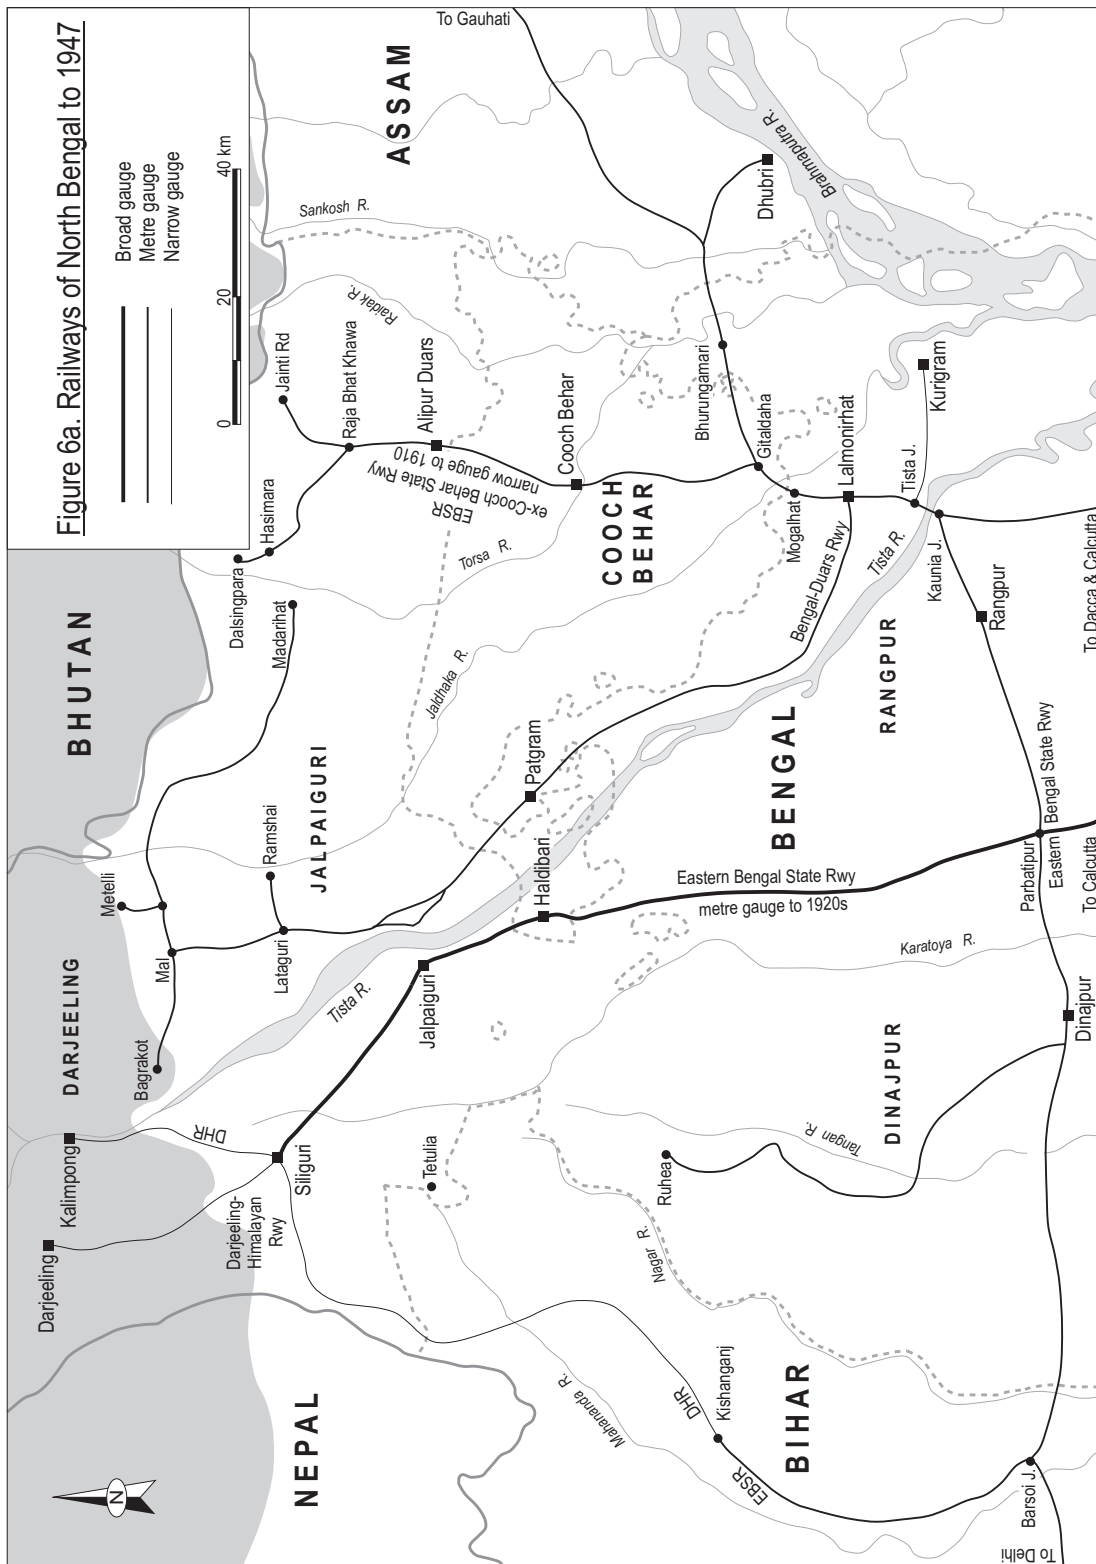 Figure 6a. Railways of North Bengal to 1947
Broad gauge
Metre gauge
Narrow gauge
0
20
40 km
N
NEPAL
BHUTAN
ASSAM
BIHAR
BENGAL
COOCH
BEHAR
DARJEELING
JALPAIGURI
RANGPUR
DINAJPUR
Darjeeling
Kalimpong
DHR
Darjeeling-
Himalayan
Rwy
Siliguri
Tetulia
Bagrakot
Mal
Metelli
Lataguri
Ramshai
Madarihat
Dalsingpara
Hasimara
Raja Bhat Khawa
Jainti Rd
Alipur Duars
EBSR
ex-Cooch Behar State Rwy
narrow gauge to 1910
Cooch Behar
Sankosh R.
Raidak R.
Torsa R.
Jaldhaka R.
Tista R.
Jalpaiguri
Haldibari
Patgram
Eastern Bengal State Rwy
metre gauge to 1920s
Bengal-Duars Rwy
Tista R.
To Gauhati
Dhubri
Brahmaputra R.
Bhurungamari
Gitaldaha
Mogalhat
Lalmonirhat
Tista J.
Kurigram
Kaunia J.
Rangpur
To Dacca & Calcutta
Parbatipur
Eastern
Bengal State Rwy
To Calcutta
Karatoya R.
Dinajpur
Tangan R.
Ruhea
Nagar R.
Mahananda R.
DHR
Kishanganj
EBSR
Barsoi J.
To Delhi